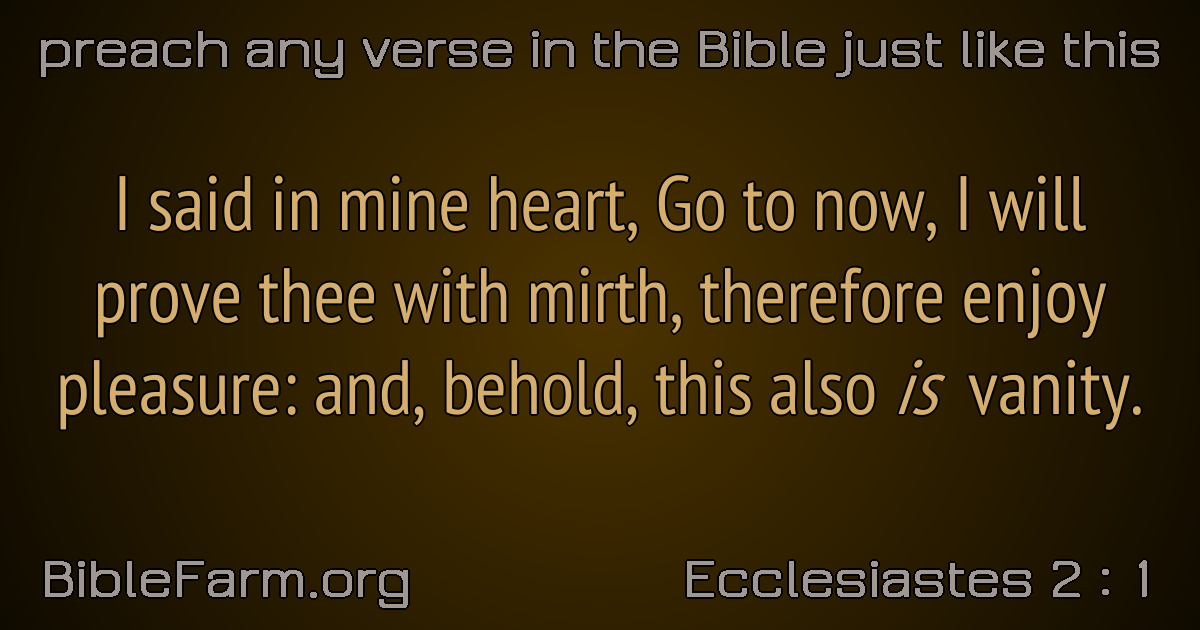 preach any verse in the Bible just like this
I said in mine heart, Go to now, I will
prove thee with mirth, therefore enjoy
pleasure: and, behold, this also is vanity.
BibleFarm.org
Ecclesiastes 2 : 1